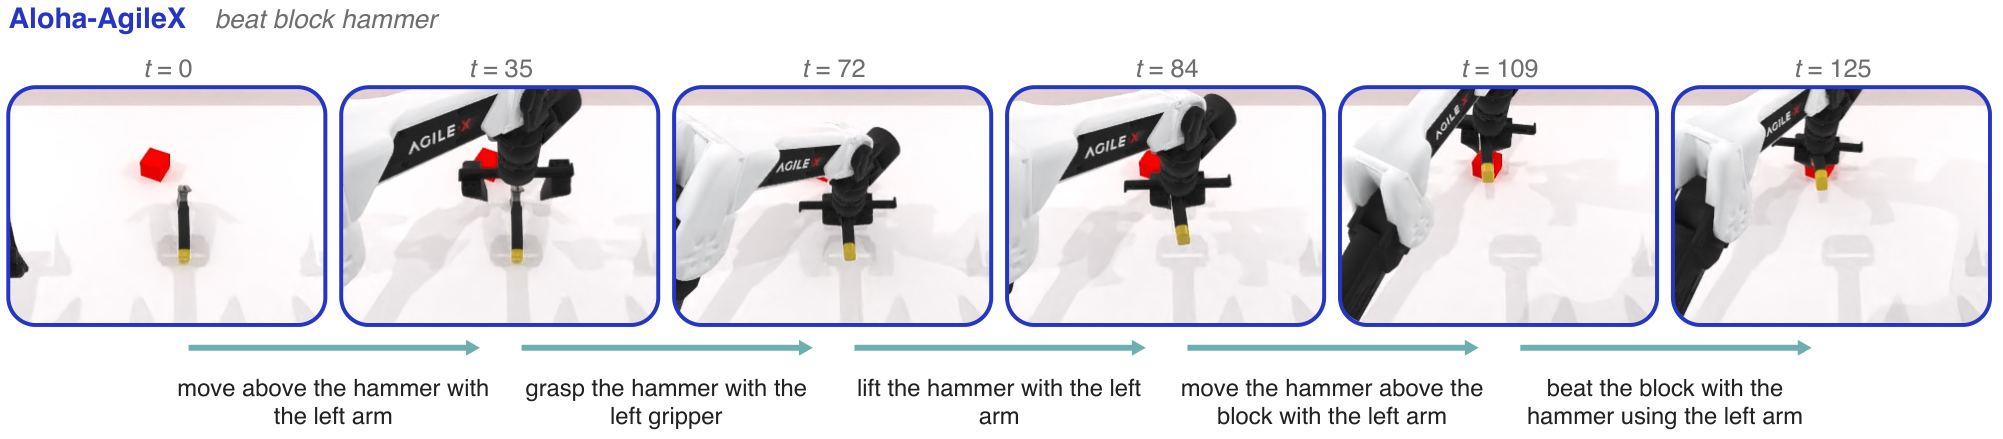 Aloha-AgileX beat block hammer
t = 0
t = 35
t = 72
t = 84
t = 109
t = 125
AGILE X
AGILE X
AGILE X
AGILE X
AGILE X
move above the hammer with
the left arm
grasp the hammer with the
left gripper
lift the hammer with the left
arm
move the hammer above the
block with the left arm
beat the block with the
hammer using the left arm